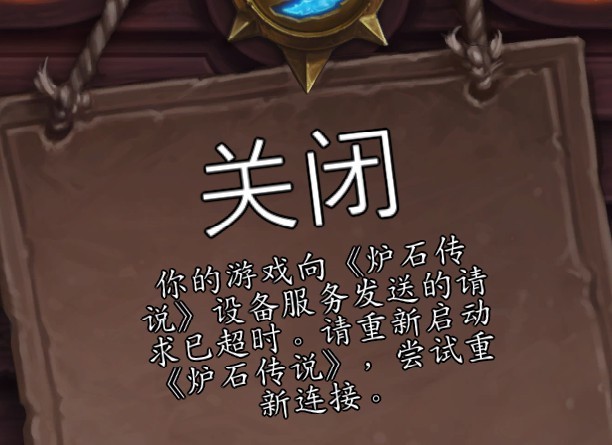 关闭
你的游戏向《炉石传
说》设备服务发送的请
求已超时。请重新启动
《炉石传说》，尝试重
新连接。